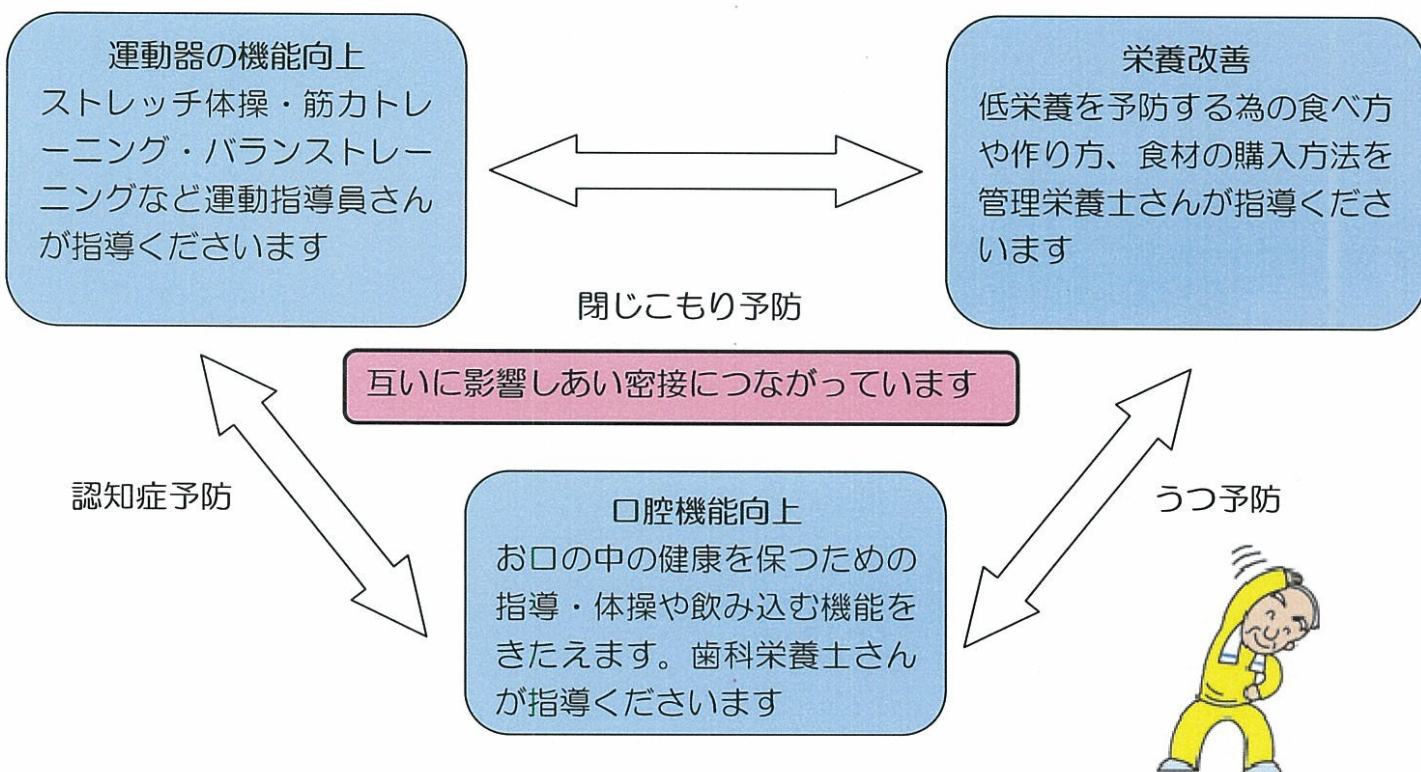 運動器の機能向上
ストレッチ体操・筋力トレ
ーニング・バランストレー
ニングなど運動指導員さん
が指導くださいます
栄養改善
低栄養を予防する為の食べ方
や作り方、食材の購入方法を
管理栄養士さんが指導くださ
います
閉じこもり予防
互いに影響しあい密接につながっています
認知症予防
うつ予防
口腔機能向上
お口の中の健康を保つための
指導・体操や飲み込む機能を
きたえます。歯科栄養士さん
が指導くださいます